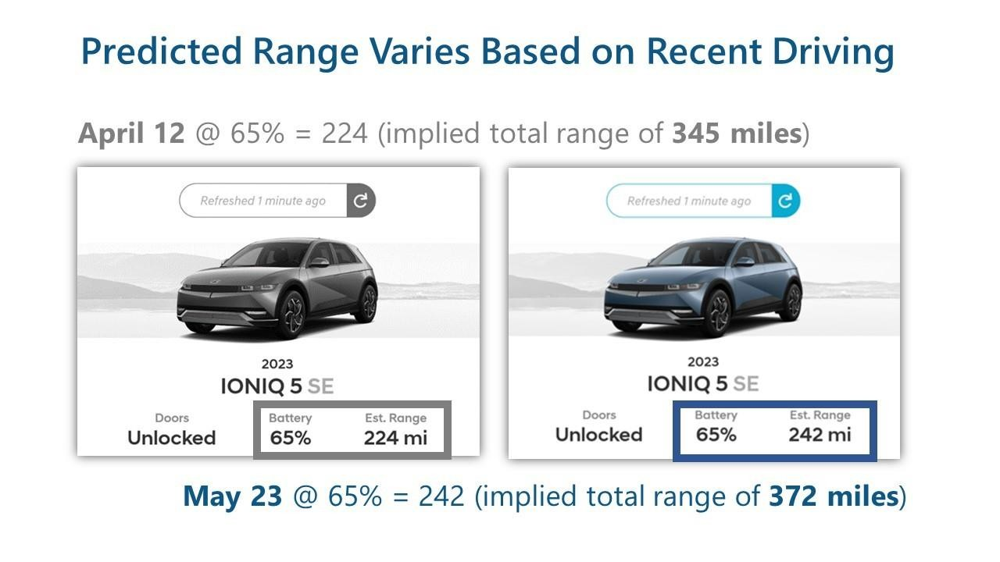 Predicted Range Varies Based on Recent Driving
April 12 @ 65% = 224 (implied total range of 345 miles)
Refreshed 1 minute ago
2023
IONIQ 5 SE
Doors Battery Est. Range
Unlocked 65% 224 mi
Refreshed 1 minute ago
2023
IONIQ 5 SE
Doors Battery Est. Range
Unlocked 65% 242 mi
May 23 @ 65% = 242 (implied total range of 372 miles)